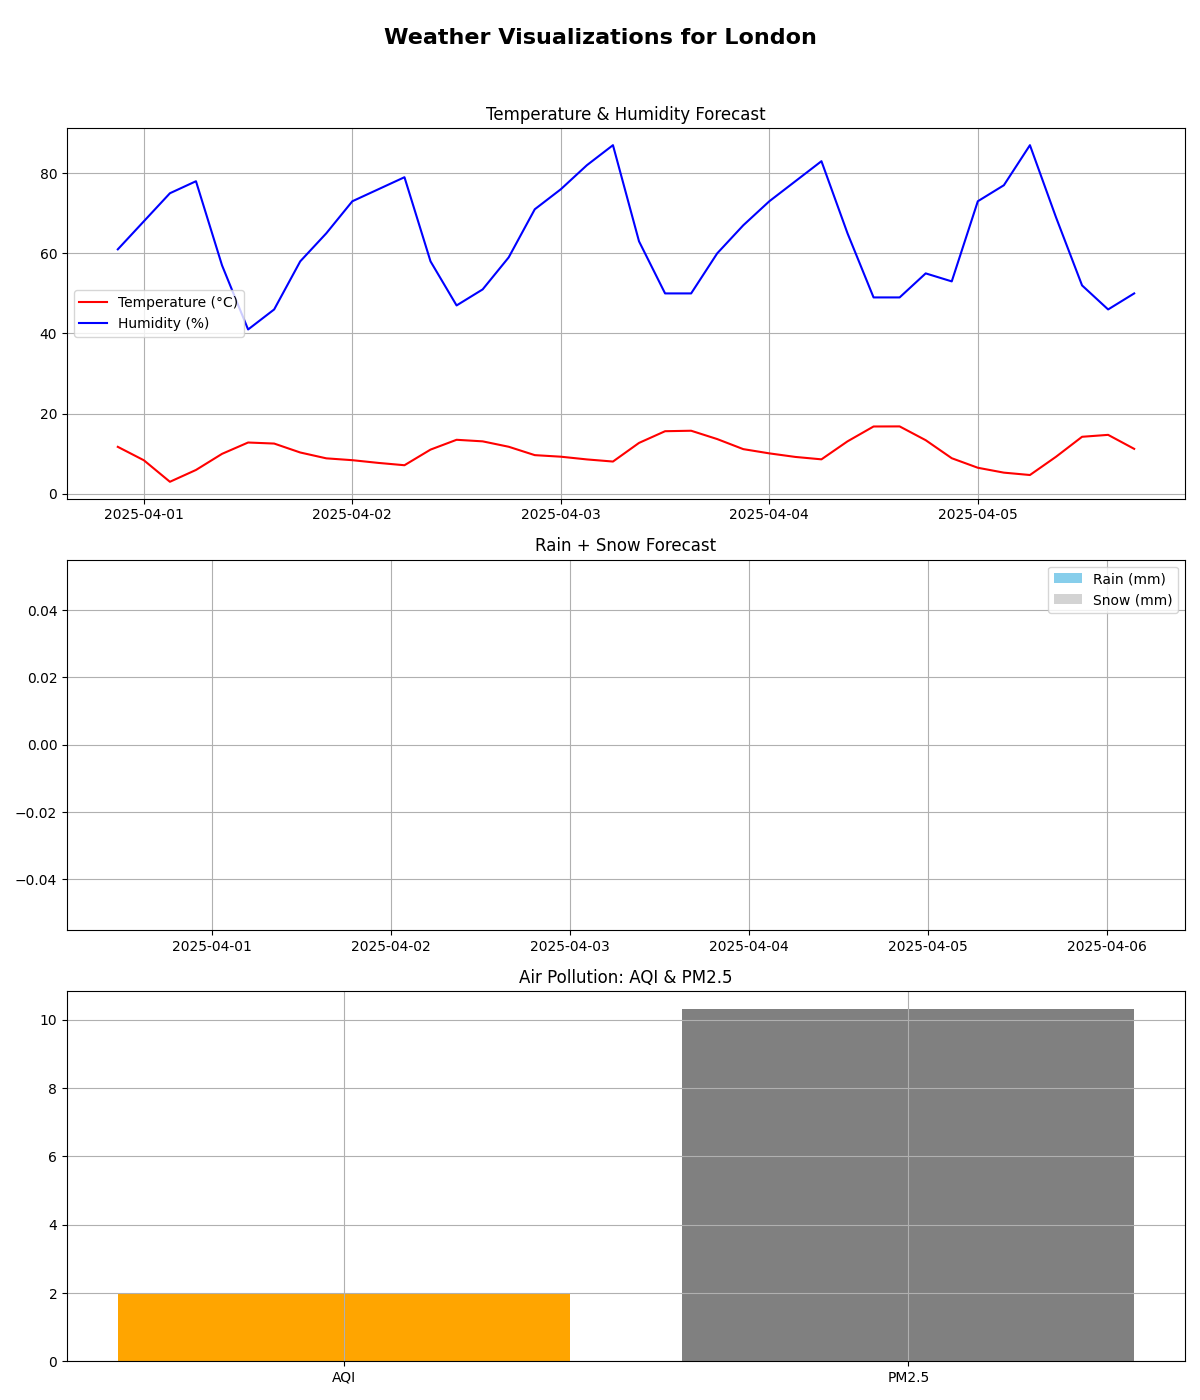 Weather Visualizations for London
Temperature & Humidity Forecast
80
60
Temperature (°C)
Humidity (%)
40
20
0
2025-04-01 2025-04-02 2025-04-03 2025-04-04 2025-04-05
Rain + Snow Forecast
Rain (mm)
Snow (mm)
0.04
0.02
0.00
−0.02
−0.04
2025-04-01 2025-04-02 2025-04-03 2025-04-04 2025-04-05 2025-04-06
Air Pollution: AQI & PM2.5
10
8
6
4
2
0
AQI PM2.5